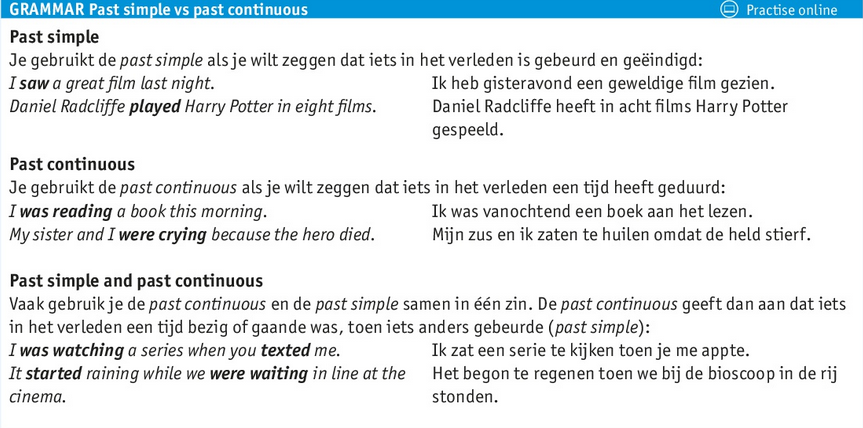 GRAMMAR Past simple vs past continuous Practise online
Past simple
Je gebruikt de past simple als je wilt zeggen dat iets in het verleden is gebeurd en geëindigd:
I saw a great film last night. Ik heb gisteravond een geweldige film gezien.
Daniel Radcliffe played Harry Potter in eight films. Daniel Radcliffe heeft in acht films Harry Potter
gespeeld.
Past continuous
Je gebruikt de past continuous als je wilt zeggen dat iets in het verleden een tijd heeft geduurd:
I was reading a book this morning. Ik was vanochtend een boek aan het lezen.
My sister and I were crying because the hero died. Mijn zus en ik zaten te huilen omdat de held stierf.
Past simple and past continuous
Vaak gebruik je de past continuous en de past simple samen in één zin. De past continuous geeft dan aan dat iets
in het verleden een tijd bezig of gaande was, toen iets anders gebeurde (past simple):
I was watching a series when you texted me. Ik zat een serie te kijken toen je me appte.
It started raining while we were waiting in line at the Het begon te regenen toen we bij de bioscoop in de rij
cinema. stonden.